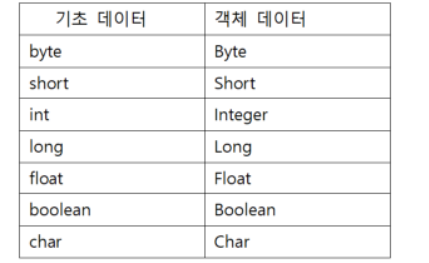 기초 데이터 객체 데이터
byte Byte
short Short
int Integer
long Long
float Float
boolean Boolean
char Char